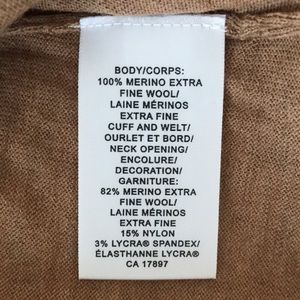 BODY/CORPS:
100% MERINO EXTRA
FINE WOOL/
LAINE MÉRINOS
EXTRA FINE
CUFF AND WELT/
OURLET ET BORD/
NECK OPENING/
ENCOLURE/
DECORATION/
GARNITURE:
82% MERINO EXTRA
FINE WOOL/
LAINE MÉRINOS
EXTRA FINE
15% NYLON
3% LYCRA® SPANDEX/
ÉLASTHANNE LYCRA®
CA 17897